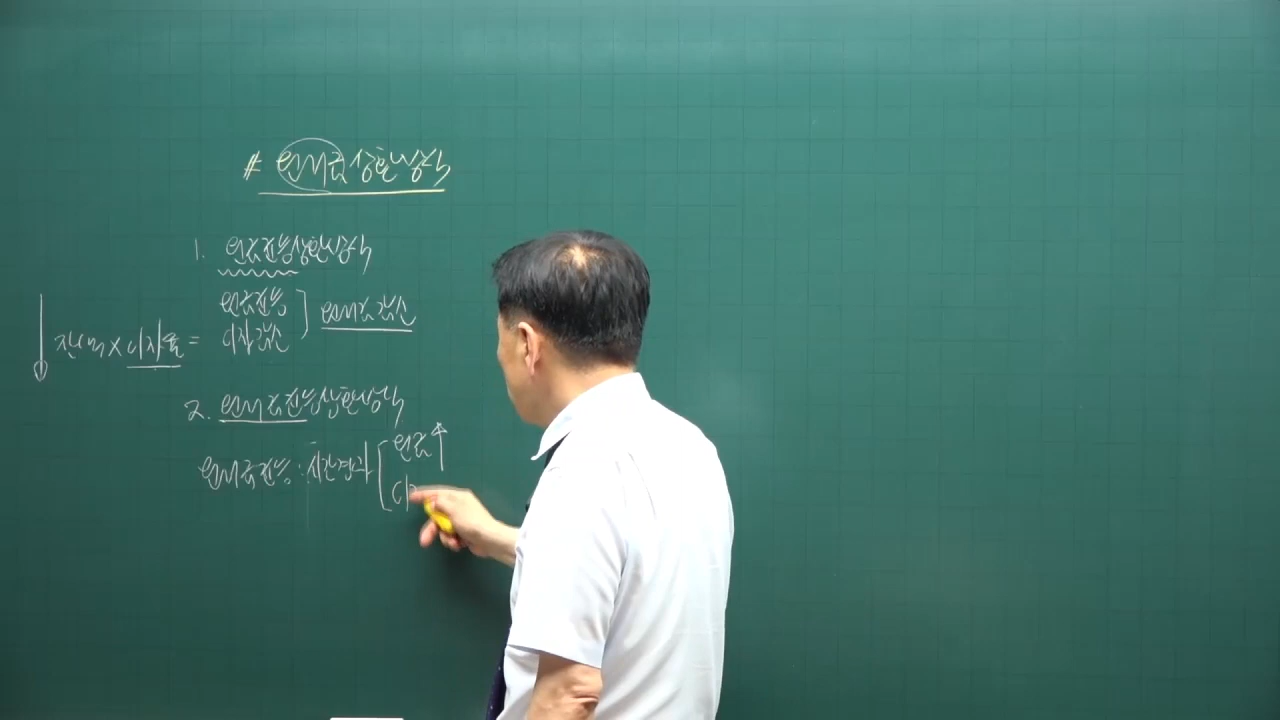 # 원리금상환방식
1. 원금균등상환방식
원금균등
잔액×이자율 = 이자감소 ] 원리금감소
2. 원리금균등상환방식
원리금균등 : 시간경과 [ 원금↑
이